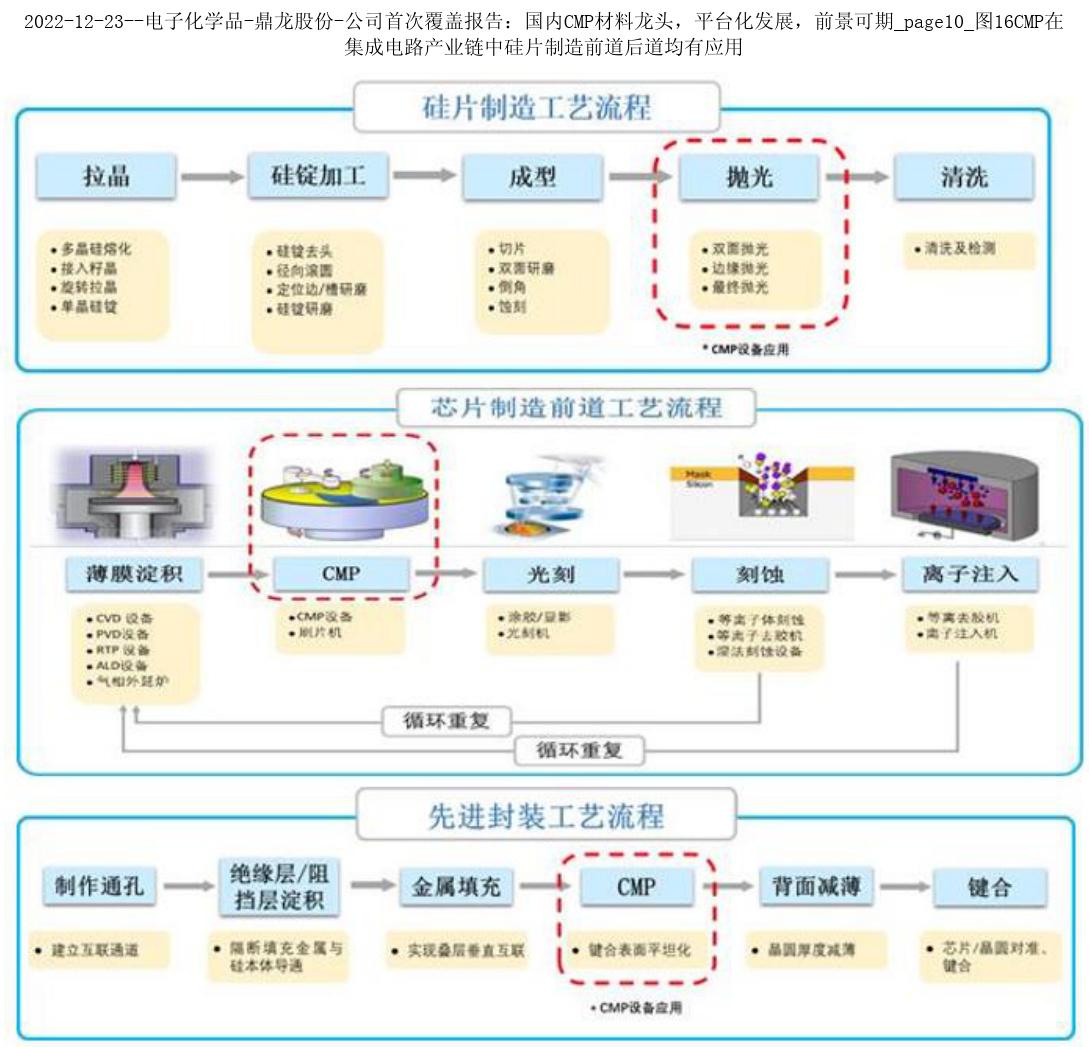 2022-12-23--电子化学品-鼎龙股份-公司首次覆盖报告：国内CMP材料龙头，平台化发展，前景可期_page10_图16CMP在
集成电路产业链中硅片制造前道后道均有应用
硅片制造工艺流程
拉晶
硅锭加工
成型
抛光
清洗
• 多晶硅熔化
• 接入籽晶
• 旋转拉晶
• 单晶硅锭
• 硅锭去头
• 径向滚圆
• 定位边/槽研磨
• 硅锭研磨
• 切片
• 双面研磨
• 倒角
• 蚀刻
• 双面抛光
• 边缘抛光
• 最终抛光
• 清洗及检测
* CMP设备应用
芯片制造前道工艺流程
Mask
Silicon
薄膜淀积
CMP
光刻
刻蚀
离子注入
• CVD 设备
• PVD设备
• RTP 设备
• ALD设备
• 气相外延炉
• CMP设备
• 刷片机
• 涂胶/显影
• 光刻机
• 等离子体刻蚀
• 等离子去胶机
• 湿法刻蚀设备
• 等离去胶机
• 离子注入机
循环重复
循环重复
先进封装工艺流程
制作通孔
绝缘层/阻
挡层淀积
金属填充
CMP
背面减薄
键合
• 建立互联通道
• 隔断填充金属与
硅本体导通
• 实现叠层垂直互联
• 键合表面平坦化
• 晶圆厚度减薄
• 芯片/晶圆对准、
键合
• CMP设备应用